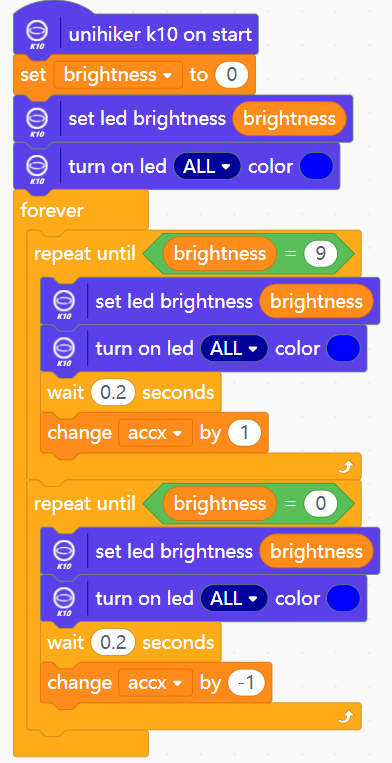 K10 unihiker k10 on start
set brightness to 0
K10 set led brightness brightness
K10 turn on led ALL color
forever
repeat until brightness = 9
K10 set led brightness brightness
K10 turn on led ALL color
wait 0.2 seconds
change accx by 1
repeat until brightness = 0
K10 set led brightness brightness
K10 turn on led ALL color
wait 0.2 seconds
change accx by -1